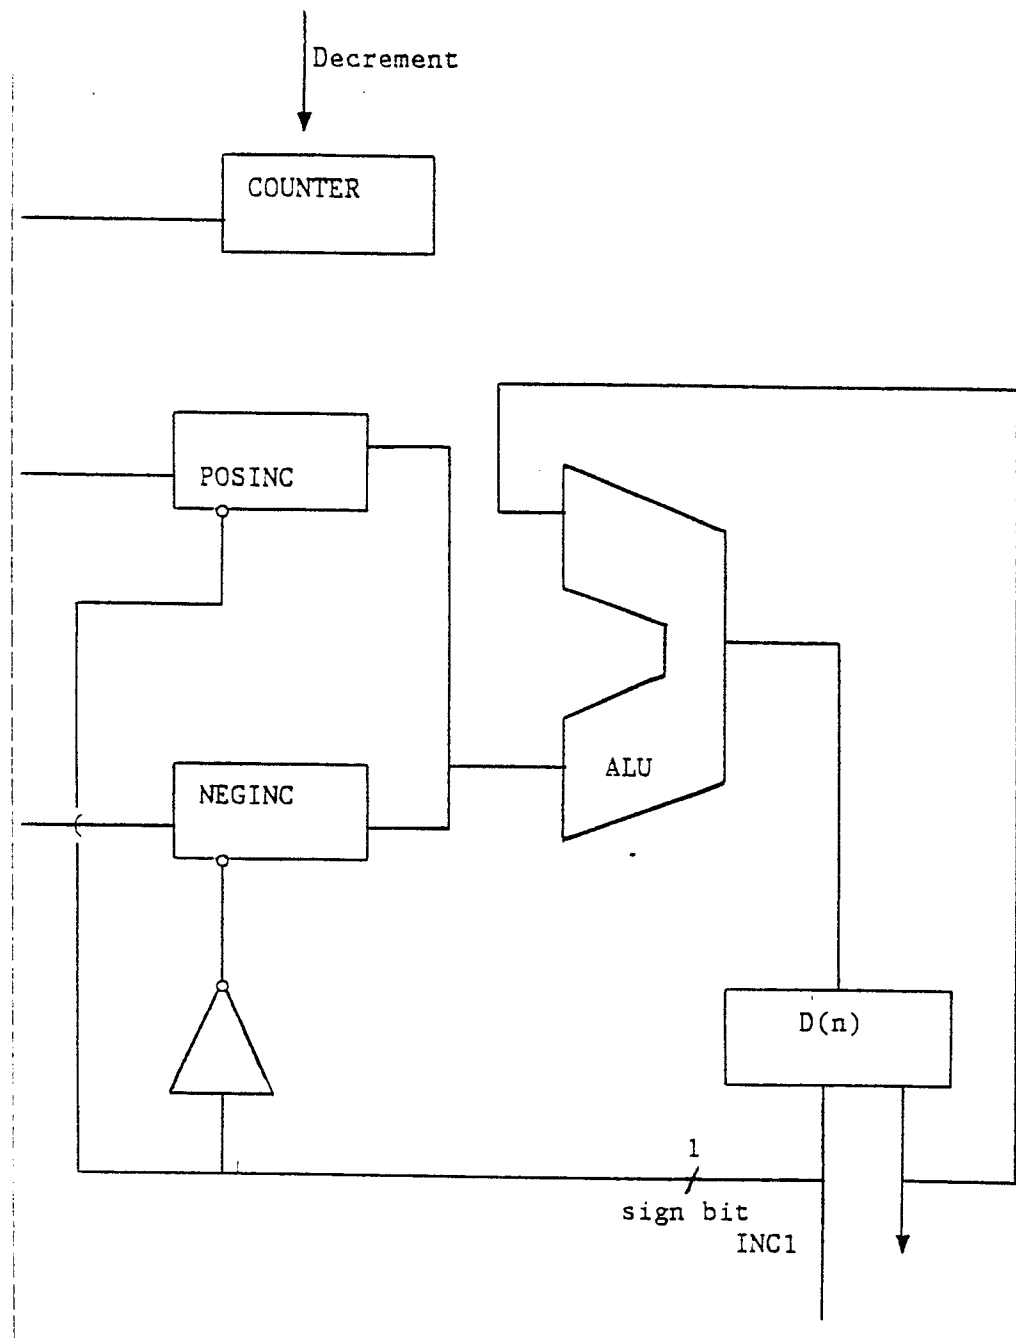 Decrement
COUNTER
POSINC
NEGINC
ALU
D(n)
1
sign bit
INC1